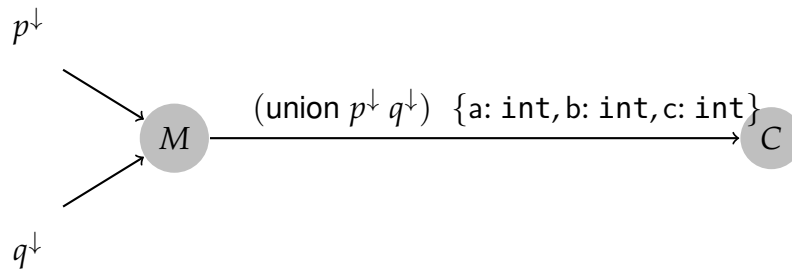 p↓
(union p↓ q↓) {a: int, b: int, c: int}
M
C
q↓